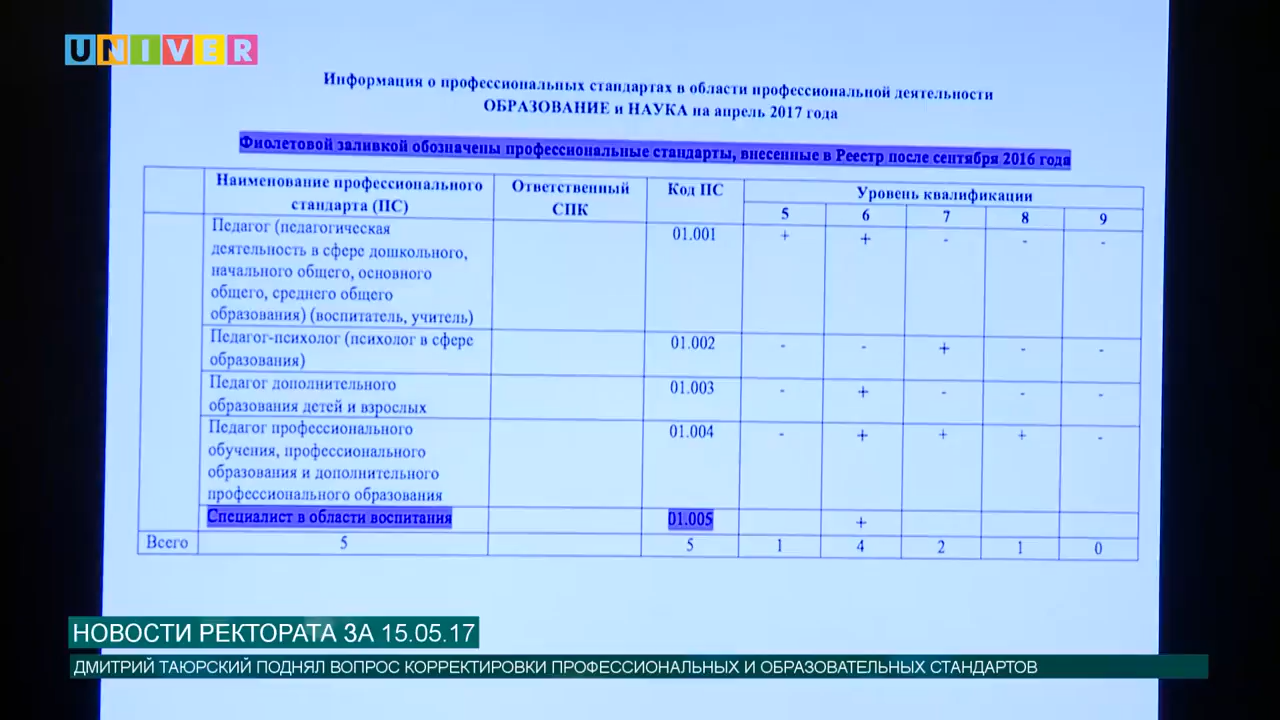 UNIVER
Информация о профессиональных стандартах в области профессиональной деятельности
ОБРАЗОВАНИЕ и НАУКА на апрель 2017 года
Фиолетовой заливкой обозначены профессиональные стандарты, внесенные в Реестр после сентября 2016 года
Наименование профессионального стандарта (ПС) Ответственный СПК Код ПС Уровень квалификации
5 6 7 8 9
Педагог (педагогическая 01.001 + + - - -
деятельность в сфере дошкольного,
начального общего, основного
общего, среднего общего
образования) (воспитатель, учитель)
Педагог-психолог (психолог в сфере 01.002 - - + - -
образования)
Педагог дополнительного 01.003 - + - - -
образования детей и взрослых
Педагог профессионального 01.004 - + + + -
обучения, профессионального
образования и дополнительного
профессионального образования
Специалист в области воспитания 01.005 +
Всего 5 5 1 4 2 1 0
НОВОСТИ РЕКТОРАТА ЗА 15.05.17
ДМИТРИЙ ТАЮРСКИЙ ПОДНЯЛ ВОПРОС КОРРЕКТИРОВКИ ПРОФЕССИОНАЛЬНЫХ И ОБРАЗОВАТЕЛЬНЫХ СТАНДАРТОВ